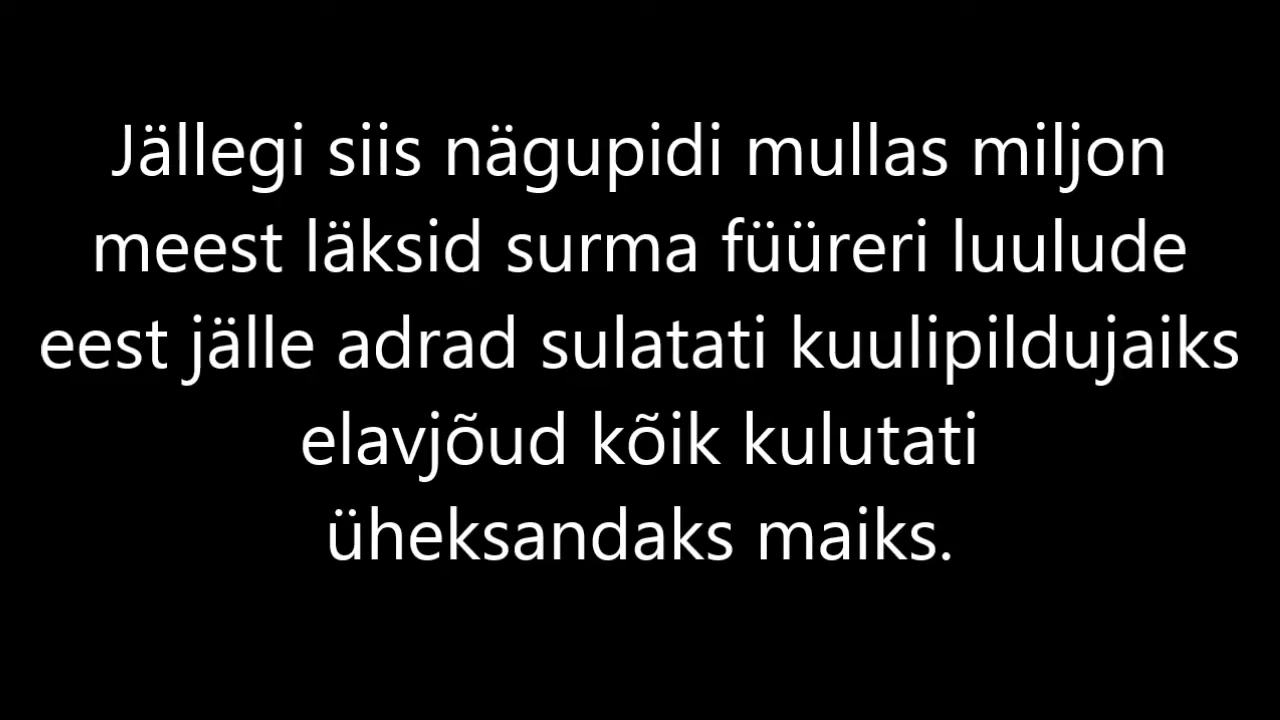 Jällegi siis nägupidi mullas miljon
meest läksid surma füüreri luulude
eest jälle adrad sulatati kuulipildujaiks
elavjõud kõik kulutati
üheksandaks maiks.